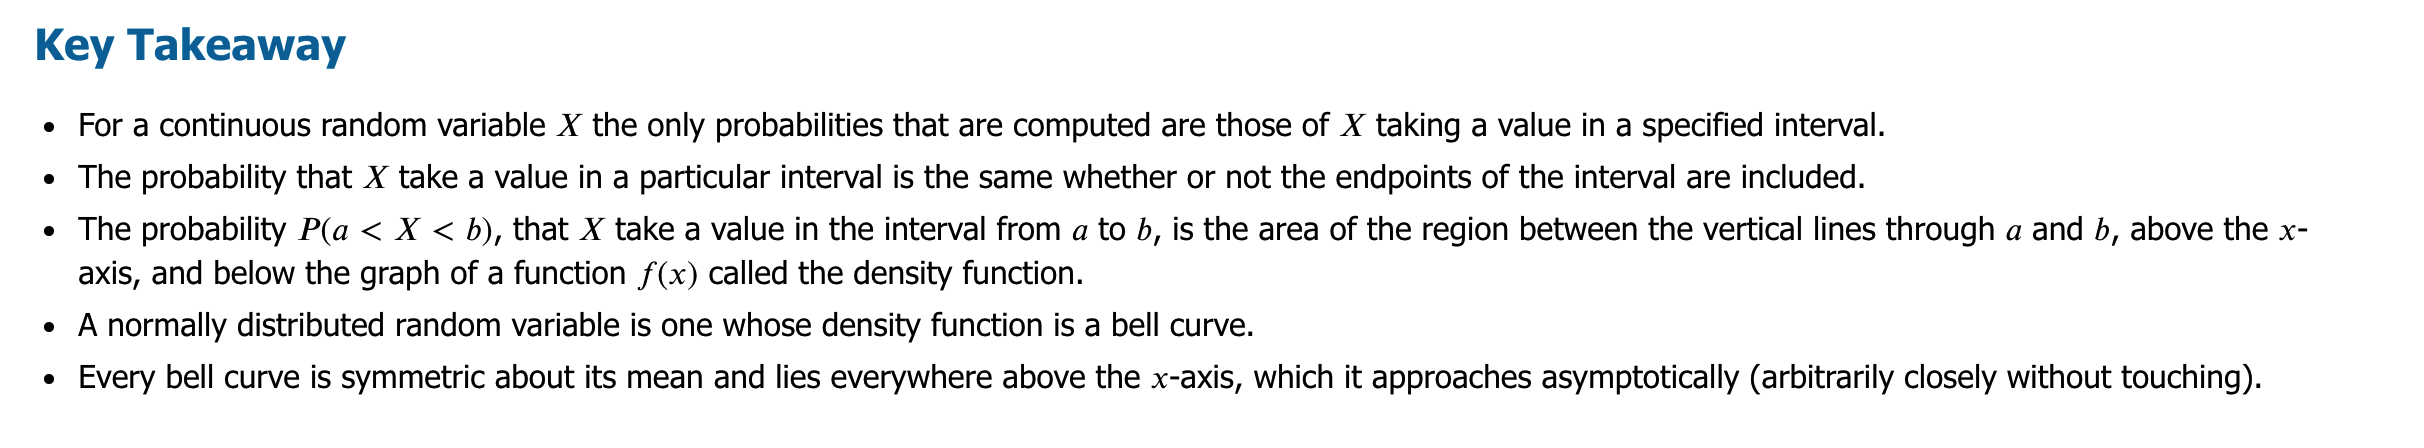 Key Takeaway
• For a continuous random variable X the only probabilities that are computed are those of X taking a value in a specified interval.
• The probability that X take a value in a particular interval is the same whether or not the endpoints of the interval are included.
• The probability P(a < X < b), that X take a value in the interval from a to b, is the area of the region between the vertical lines through a and b, above the x-
axis, and below the graph of a function f(x) called the density function.
• A normally distributed random variable is one whose density function is a bell curve.
• Every bell curve is symmetric about its mean and lies everywhere above the x-axis, which it approaches asymptotically (arbitrarily closely without touching).